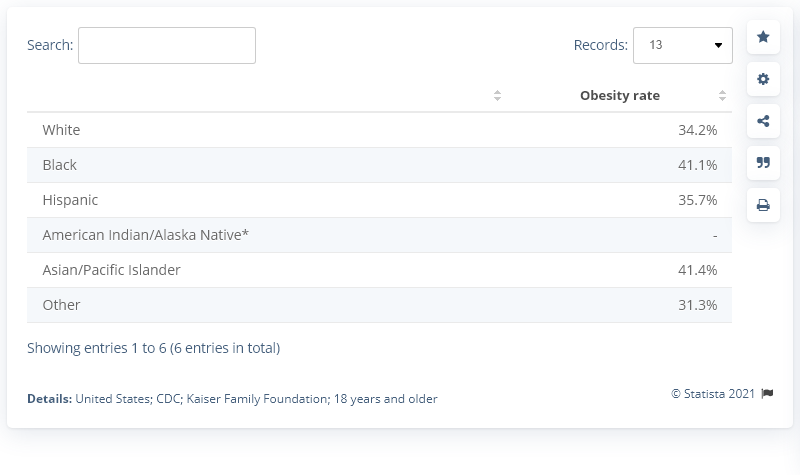 Search: Records: 13
Obesity rate
White 34.2%
Black 41.1%
Hispanic 35.7%
American Indian/Alaska Native* -
Asian/Pacific Islander 41.4%
Other 31.3%
Showing entries 1 to 6 (6 entries in total)
Details: United States; CDC; Kaiser Family Foundation; 18 years and older © Statista 2021